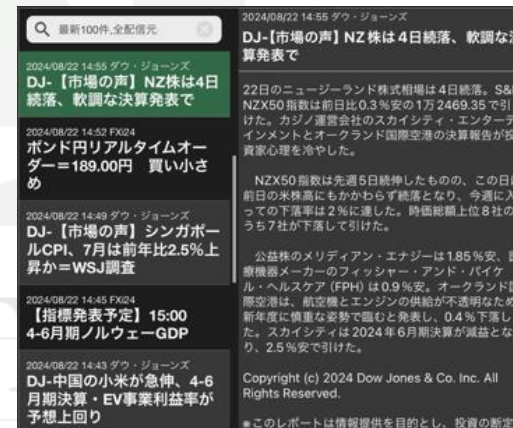 最新100件,全配信元
2024/08/22 14:55 ダウ・ジョーンズ
DJ-【市場の声】NZ株は4日
続落、軟調な決算発表で
2024/08/22 14:52 FXi24
ポンド円リアルタイムオー
ダー=189.00円 買い小さ
め
2024/08/22 14:49 ダウ・ジョーンズ
DJ-【市場の声】シンガポー
ルCPI、7月は前年比2.5%上
昇か=WSJ調査
2024/08/22 14:45 FXi24
【指標発表予定】15:00
4-6月期ノルウェーGDP
2024/08/22 14:43 ダウ・ジョーンズ
DJ-中国の小米が急伸、4-6
月期決算・EV事業利益率が
予想上回り
2024/08/22 14:55 ダウ・ジョーンズ
DJ-【市場の声】NZ株は4日続落、軟調な
算発表で
22日のニュージーランド株式相場は4日続落。S&
NZX50指数は前日比0.3%安の1万2469.35で引
けた。カジノ運営会社のスカイシティ・エンターテ
インメントとオークランド国際空港の決算報告が投
資家心理を冷やした。
NZX50指数は先週5日続伸したものの、この日
前日の米株高にもかかわらず続落となり、今週に入
っての下落率は2%に達した。時価総額上位8社の
うち7社が下落して引けた。
公益株のメリディアン・エナジーは1.85%安、
療機器メーカーのフィッシャー・アンド・パイケ
ル・ヘルスケア(FPH)は0.9%安。オークランド国
際空港は、航空機とエンジンの供給が不透明なため
新年度に慎重な姿勢で臨むと発表し、0.4%下落し
た。スカイシティは2024年6月期決算が減益とな
り、2.5%安で引けた。
Copyright (c) 2024 Dow Jones & Co. Inc. All
Rights Reserved.
※このレポートは情報提供を目的とし、投資の断定